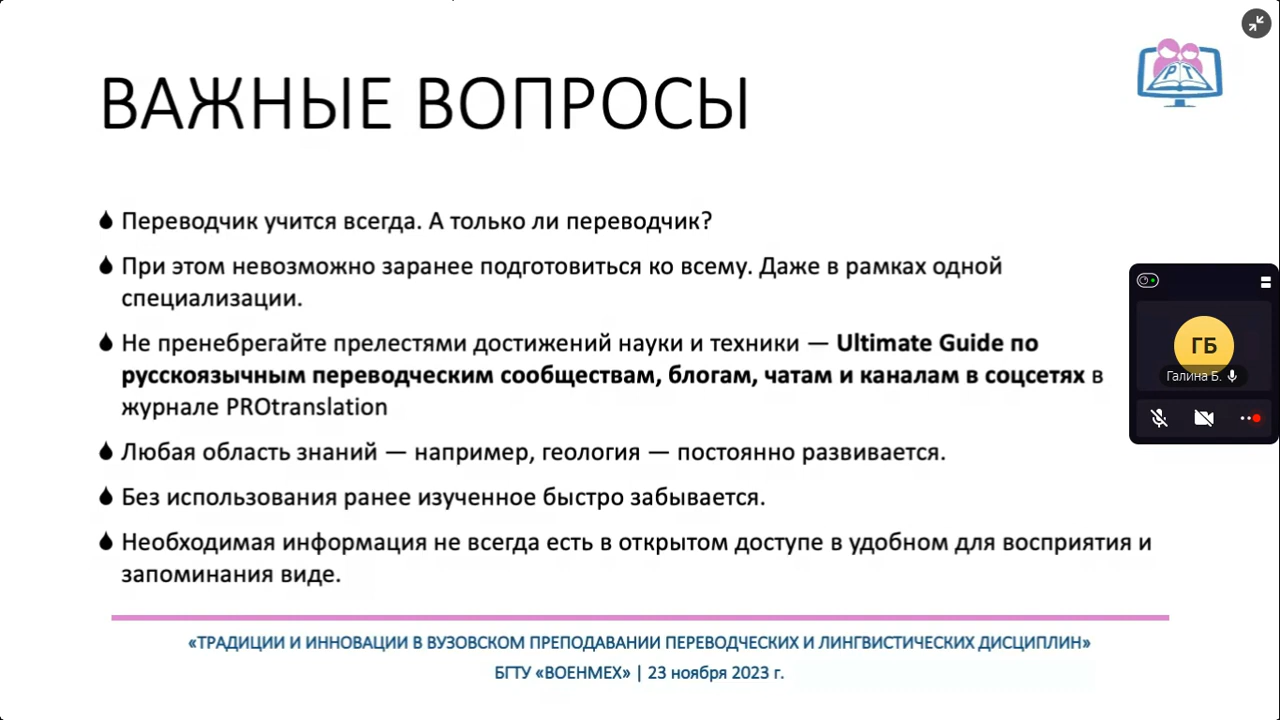 ВАЖНЫЕ ВОПРОСЫ
РТ
Переводчик учится всегда. А только ли переводчик?
При этом невозможно заранее подготовиться ко всему. Даже в рамках одной
специализации.
Не пренебрегайте прелестями достижений науки и техники — Ultimate Guide по
русскоязычным переводческим сообществам, блогам, чатам и каналам в соцсетях в
журнале PROtranslation
Любая область знаний — например, геология — постоянно развивается.
Без использования ранее изученное быстро забывается.
Необходимая информация не всегда есть в открытом доступе в удобном для восприятия и
запоминания виде.
ГБ
Галина Б.
«ТРАДИЦИИ И ИННОВАЦИИ В ВУЗОВСКОМ ПРЕПОДАВАНИИ ПЕРЕВОДЧЕСКИХ И ЛИНГВИСТИЧЕСКИХ ДИСЦИПЛИН»
БГТУ «ВОЕНМЕХ» | 23 ноября 2023 г.